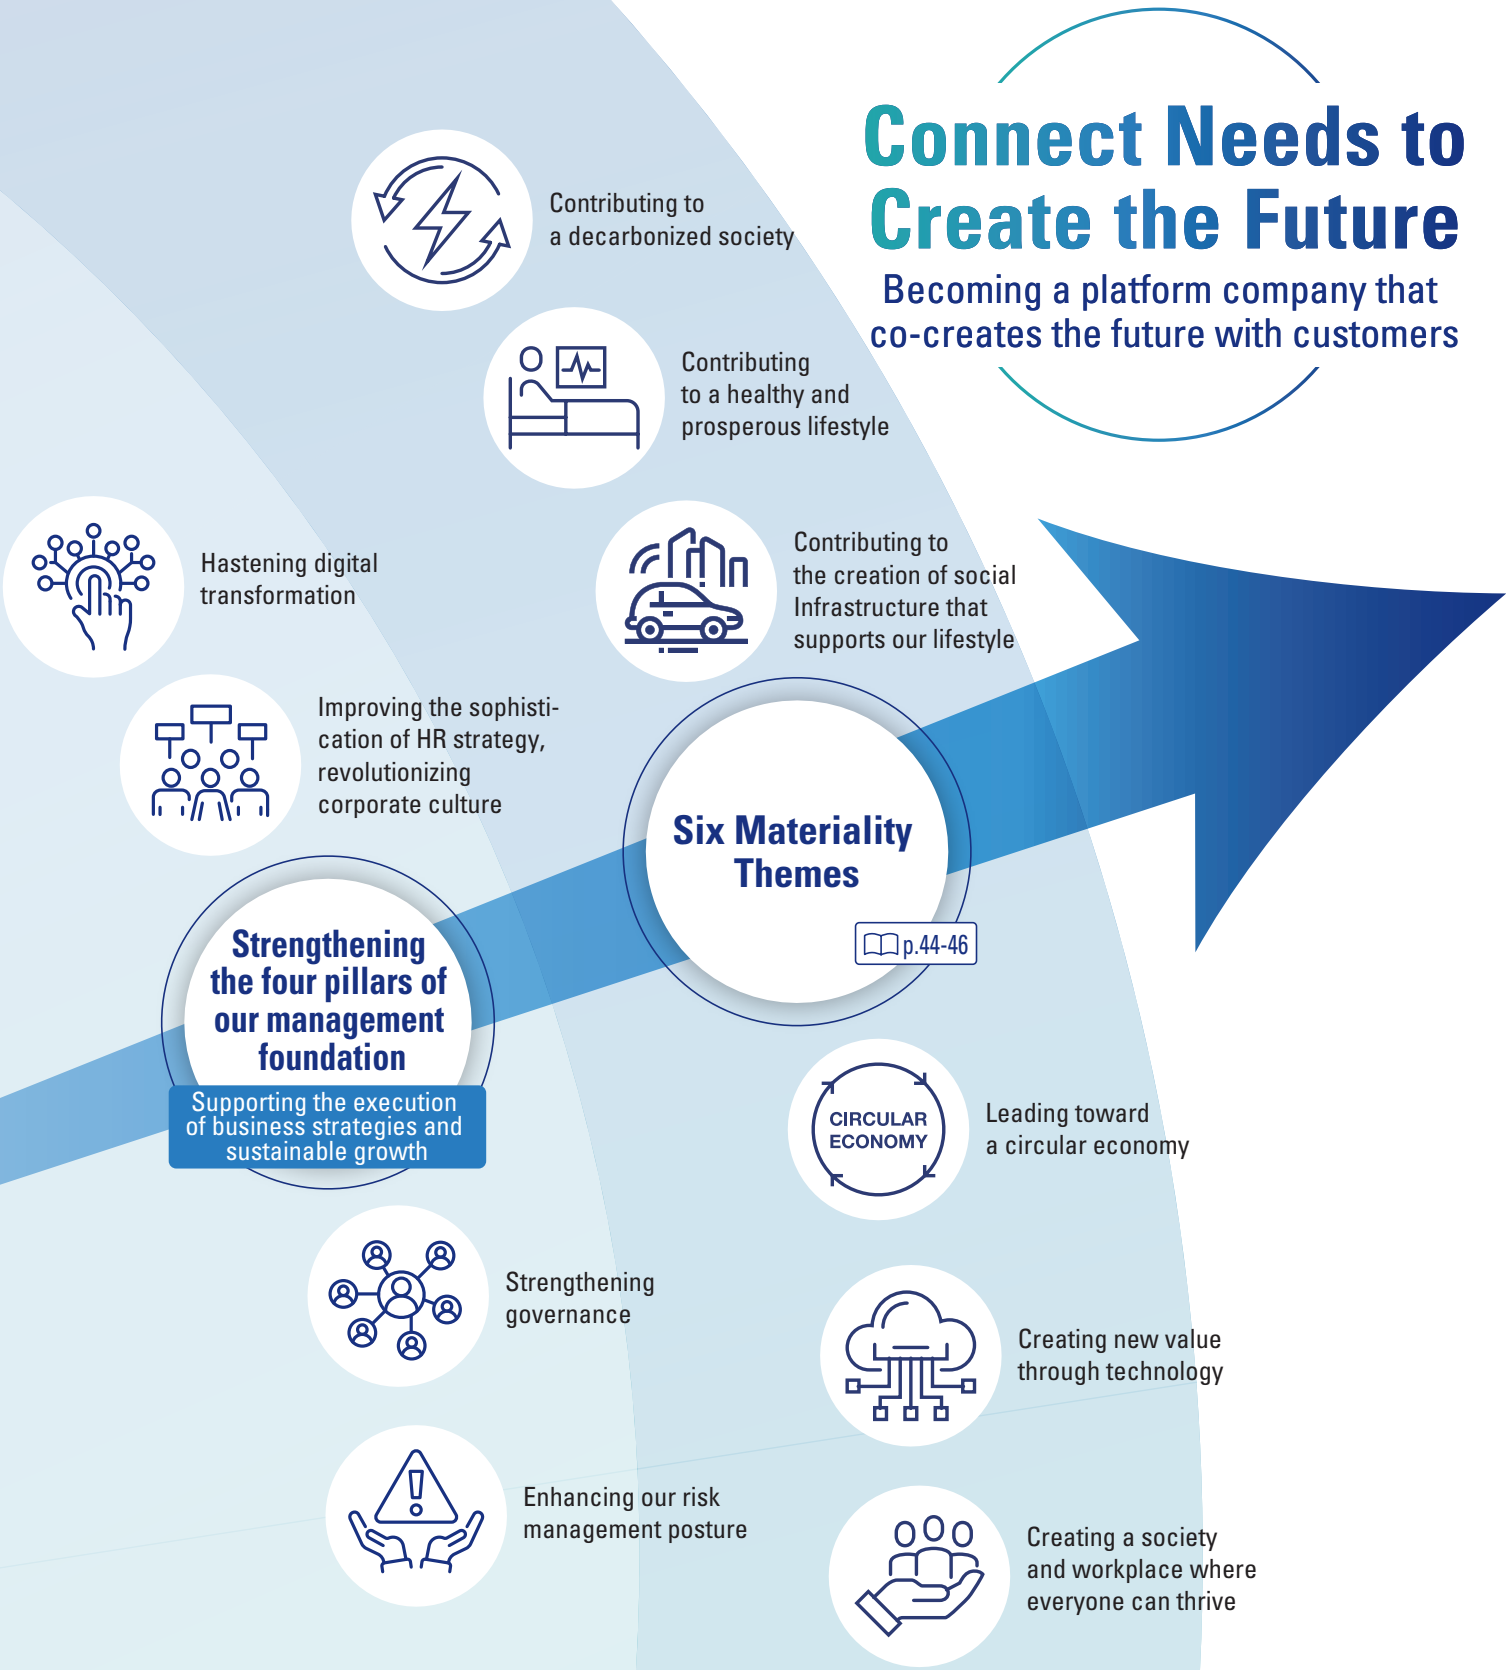 Connect Needs to
Create the Future
Becoming a platform company that
co-creates the future with customers
Contributing to
a decarbonized society
Contributing
to a healthy and
prosperous lifestyle
Contributing to
the creation of social
Infrastructure that
supports our lifestyle
Hastening digital
transformation
Improving the sophisti-
cation of HR strategy,
revolutionizing
corporate culture
Six Materiality
Themes
p.44-46
Strengthening
the four pillars of
our management
foundation
Supporting the execution
of business strategies and
sustainable growth
CIRCULAR
ECONOMY
Leading toward
a circular economy
Strengthening
governance
Creating new value
through technology
Enhancing our risk
management posture
Creating a society
and workplace where
everyone can thrive